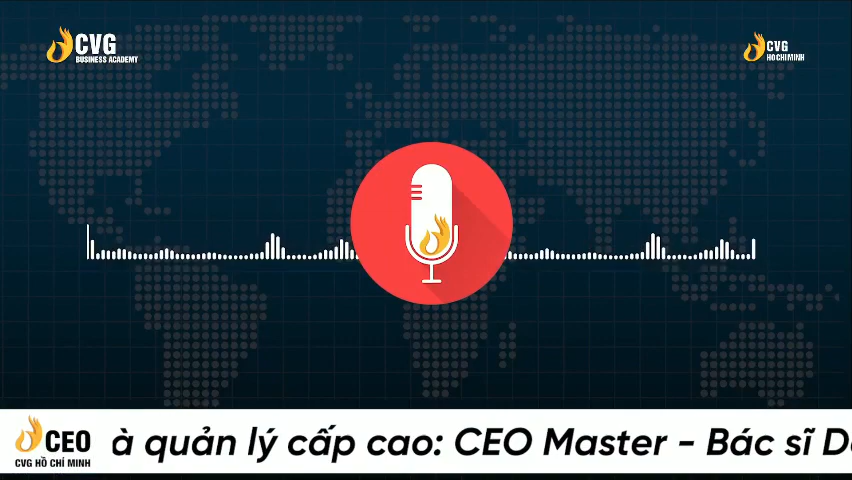 CVG
BUSINESS ACADEMY
CVG
HOCHIMINH
CEO
CVG HỒ CHÍ MINH
à quản lý cấp cao: CEO Master - Bác sĩ D